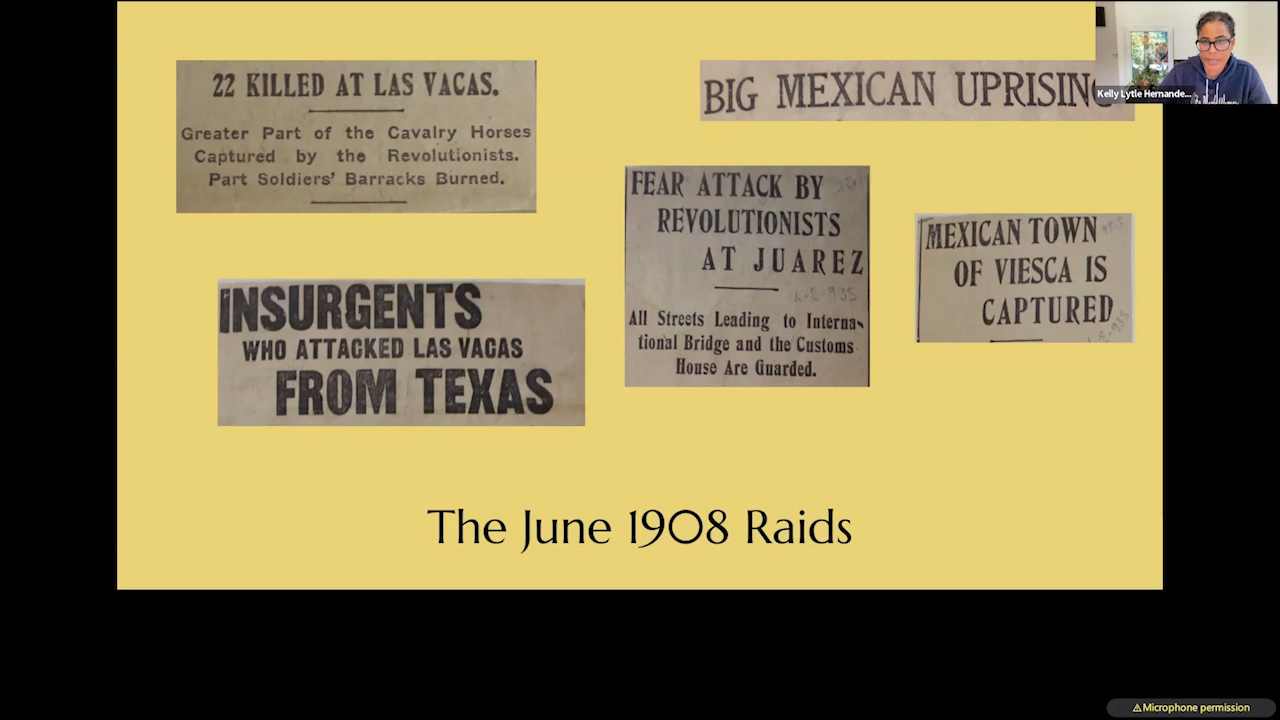 22 KILLED AT LAS VACAS.
Greater Part of the Cavalry Horses
Captured by the Revolutionists.
Part Soldiers' Barracks Burned.
BIG MEXICAN UPRISING
Kelly Lytle Hernande...
FEAR ATTACK BY
REVOLUTIONISTS
AT JUAREZ
All Streets Leading to Interna-
tional Bridge and the Customs
House Are Guarded.
MEXICAN TOWN
OF VIESCA IS
CAPTURED
INSURGENTS
WHO ATTACKED LAS VACAS
FROM TEXAS
The June 1908 Raids
⚠Microphone permission